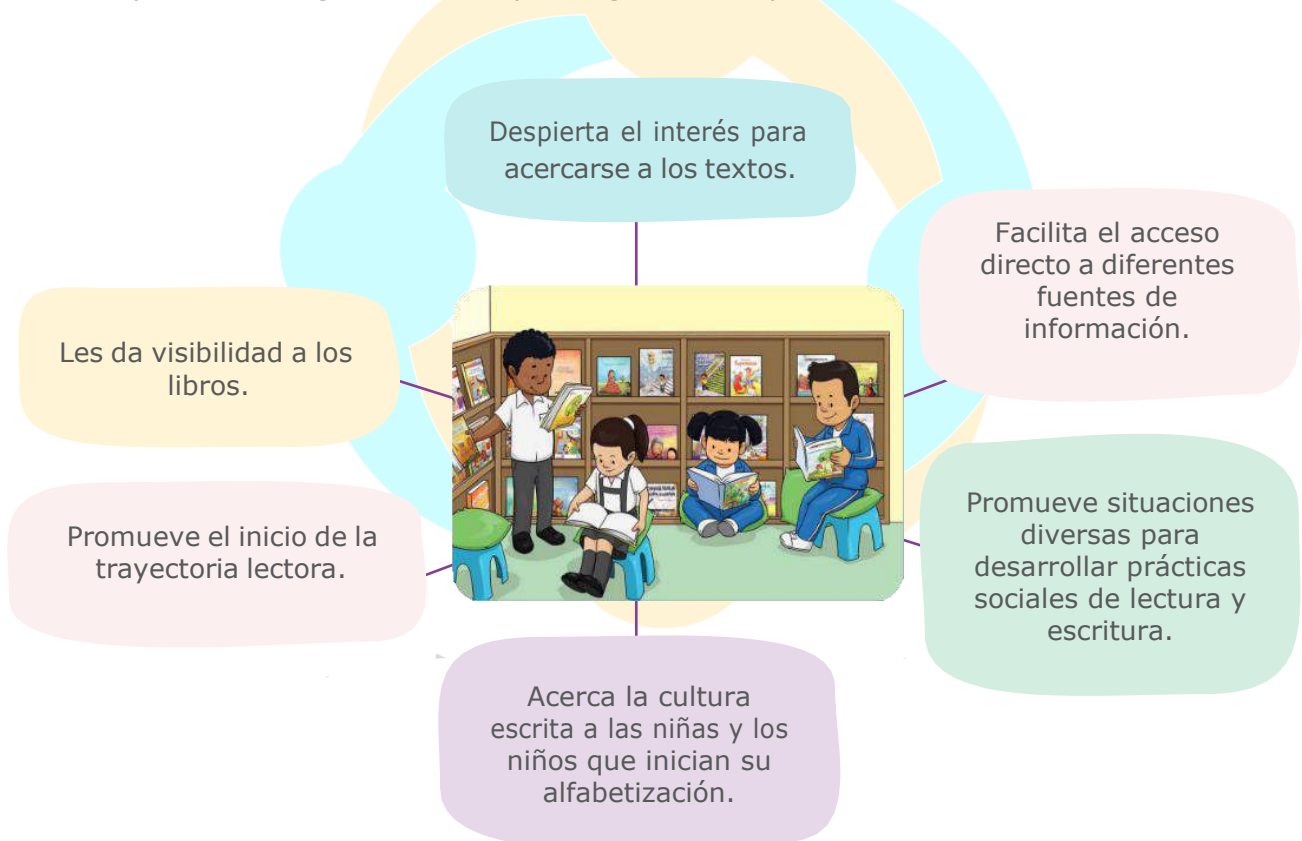 Despierta el interés para
acercarse a los textos.
Facilita el acceso
directo a diferentes
fuentes de
información.
Les da visibilidad a los
libros.
Promueve situaciones
diversas para
desarrollar prácticas
sociales de lectura y
escritura.
Promueve el inicio de la
trayectoria lectora.
Acerca la cultura
escrita a las niñas y los
niños que inician su
alfabetización.